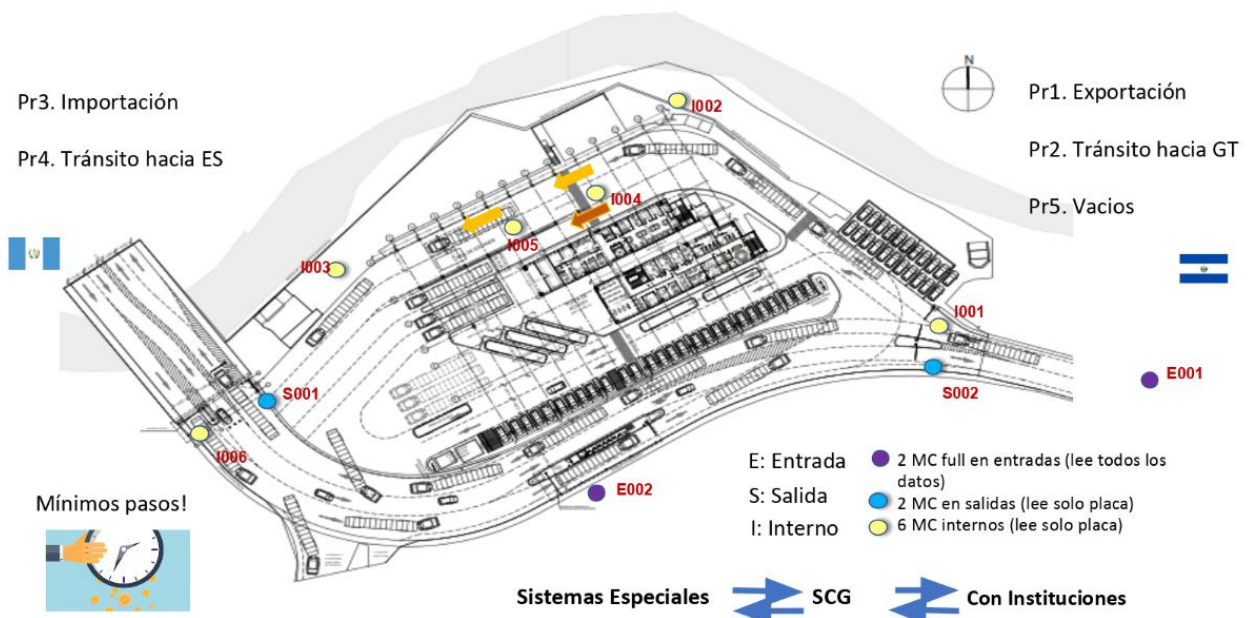 Pr3. Importación
Pr4. Tránsito hacia ES
N
Pr1. Exportación
Pr2. Tránsito hacia GT
Pr5. Vacios
I002
I004
I005
I003
I001
S001
S002
E001
I006
E002
Mínimos pasos!
E: Entrada
S: Salida
I: Interno
2 MC full en entradas (lee todos los
datos)
2 MC en salidas (lee solo placa)
6 MC internos (lee solo placa)
Sistemas Especiales
SCG
Con Instituciones